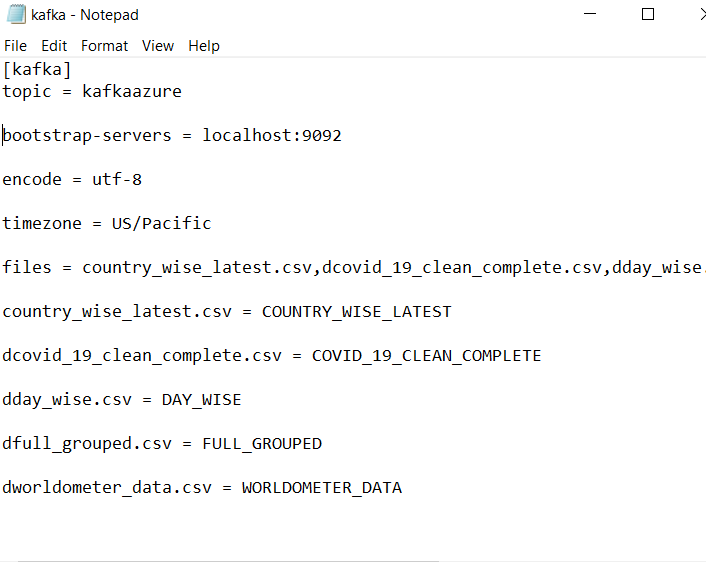 kafka - Notepad
File Edit Format View Help
[kafka]
topic = kafkaazure
bootstrap-servers = localhost:9092
encode = utf-8
timezone = US/Pacific
files = country_wise_latest.csv,dcovid_19_clean_complete.csv,dday_wise.
country_wise_latest.csv = COUNTRY_WISE_LATEST
dcovid_19_clean_complete.csv = COVID_19_CLEAN_COMPLETE
dday_wise.csv = DAY_WISE
dfull_grouped.csv = FULL_GROUPED
dworldometer_data.csv = WORLDOMETER_DATA